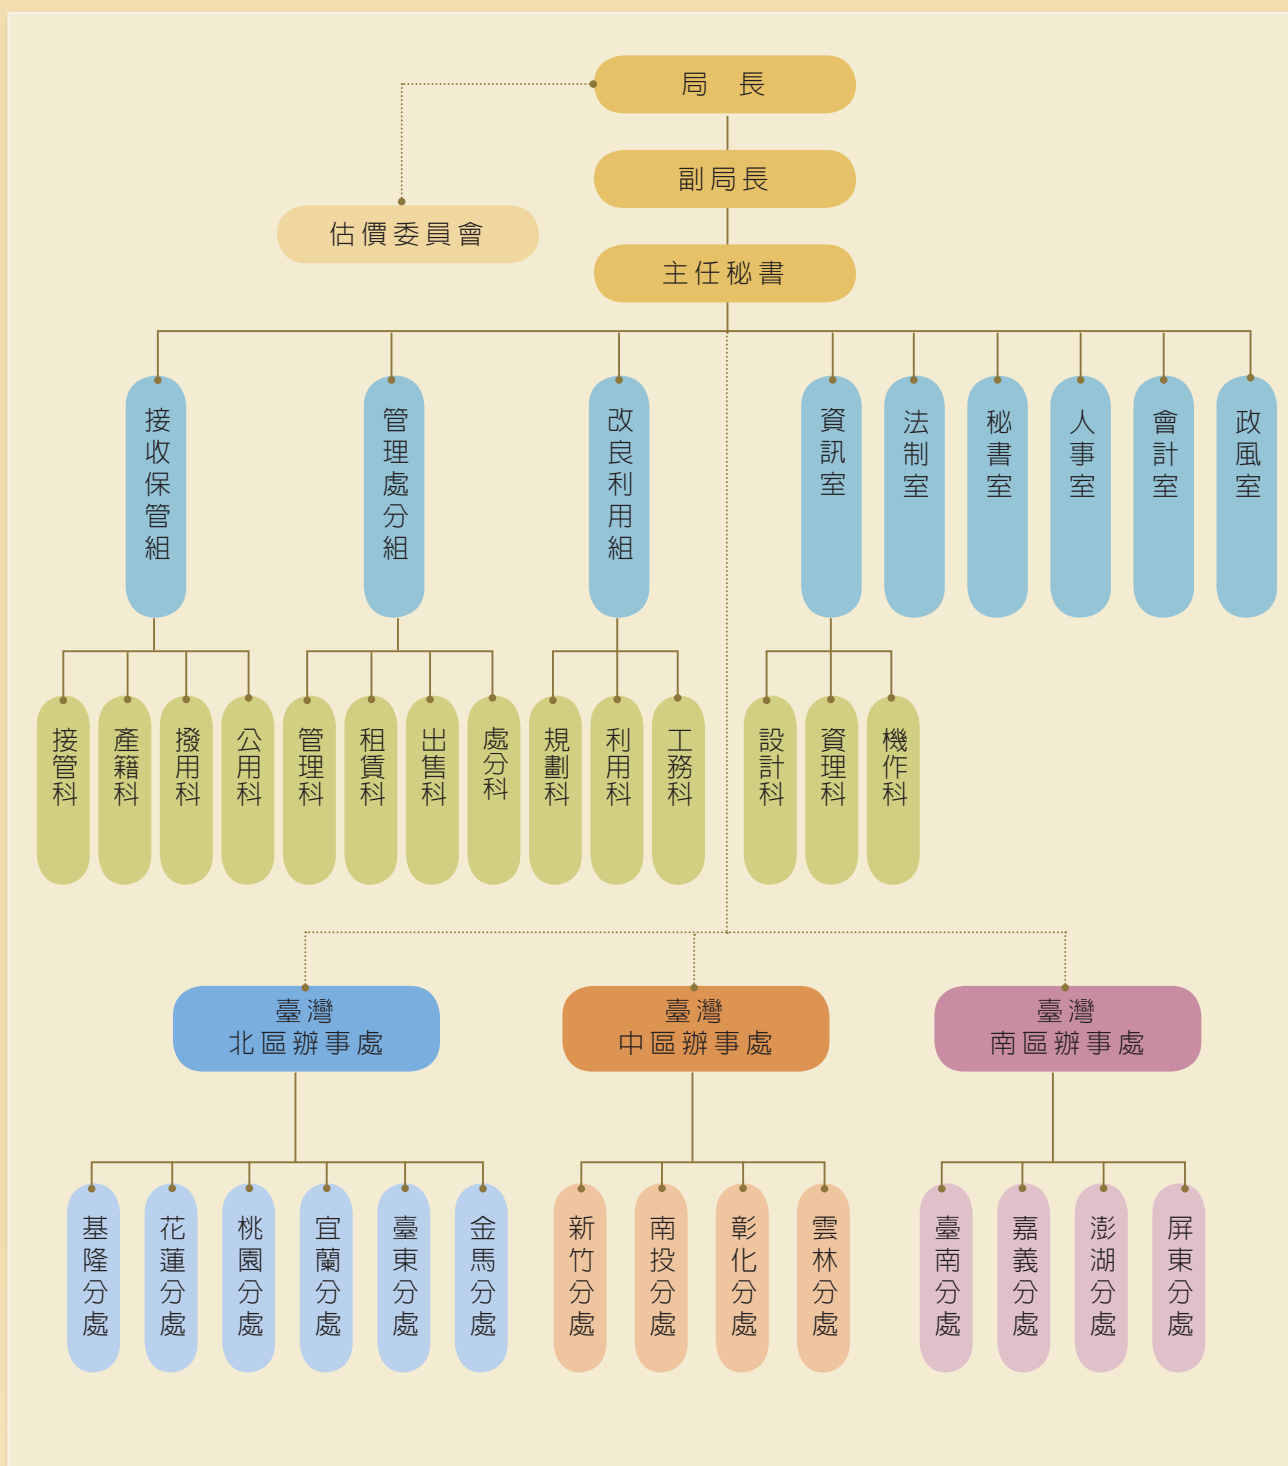 局 長
副局長
估價委員會
主任秘書
接收保管組
管理處分組
改良利用組
資訊室
法制室
秘書室
人事室
會計室
政風室
接管科
產籍科
撥用科
公用科
管理科
租賃科
出售科
處分科
規劃科
利用科
工務科
設計科
資理科
機作科
臺灣
北區辦事處
臺灣
中區辦事處
臺灣
南區辦事處
基隆分處
花蓮分處
桃園分處
宜蘭分處
臺東分處
金馬分處
新竹分處
南投分處
彰化分處
雲林分處
臺南分處
嘉義分處
澎湖分處
屏東分處